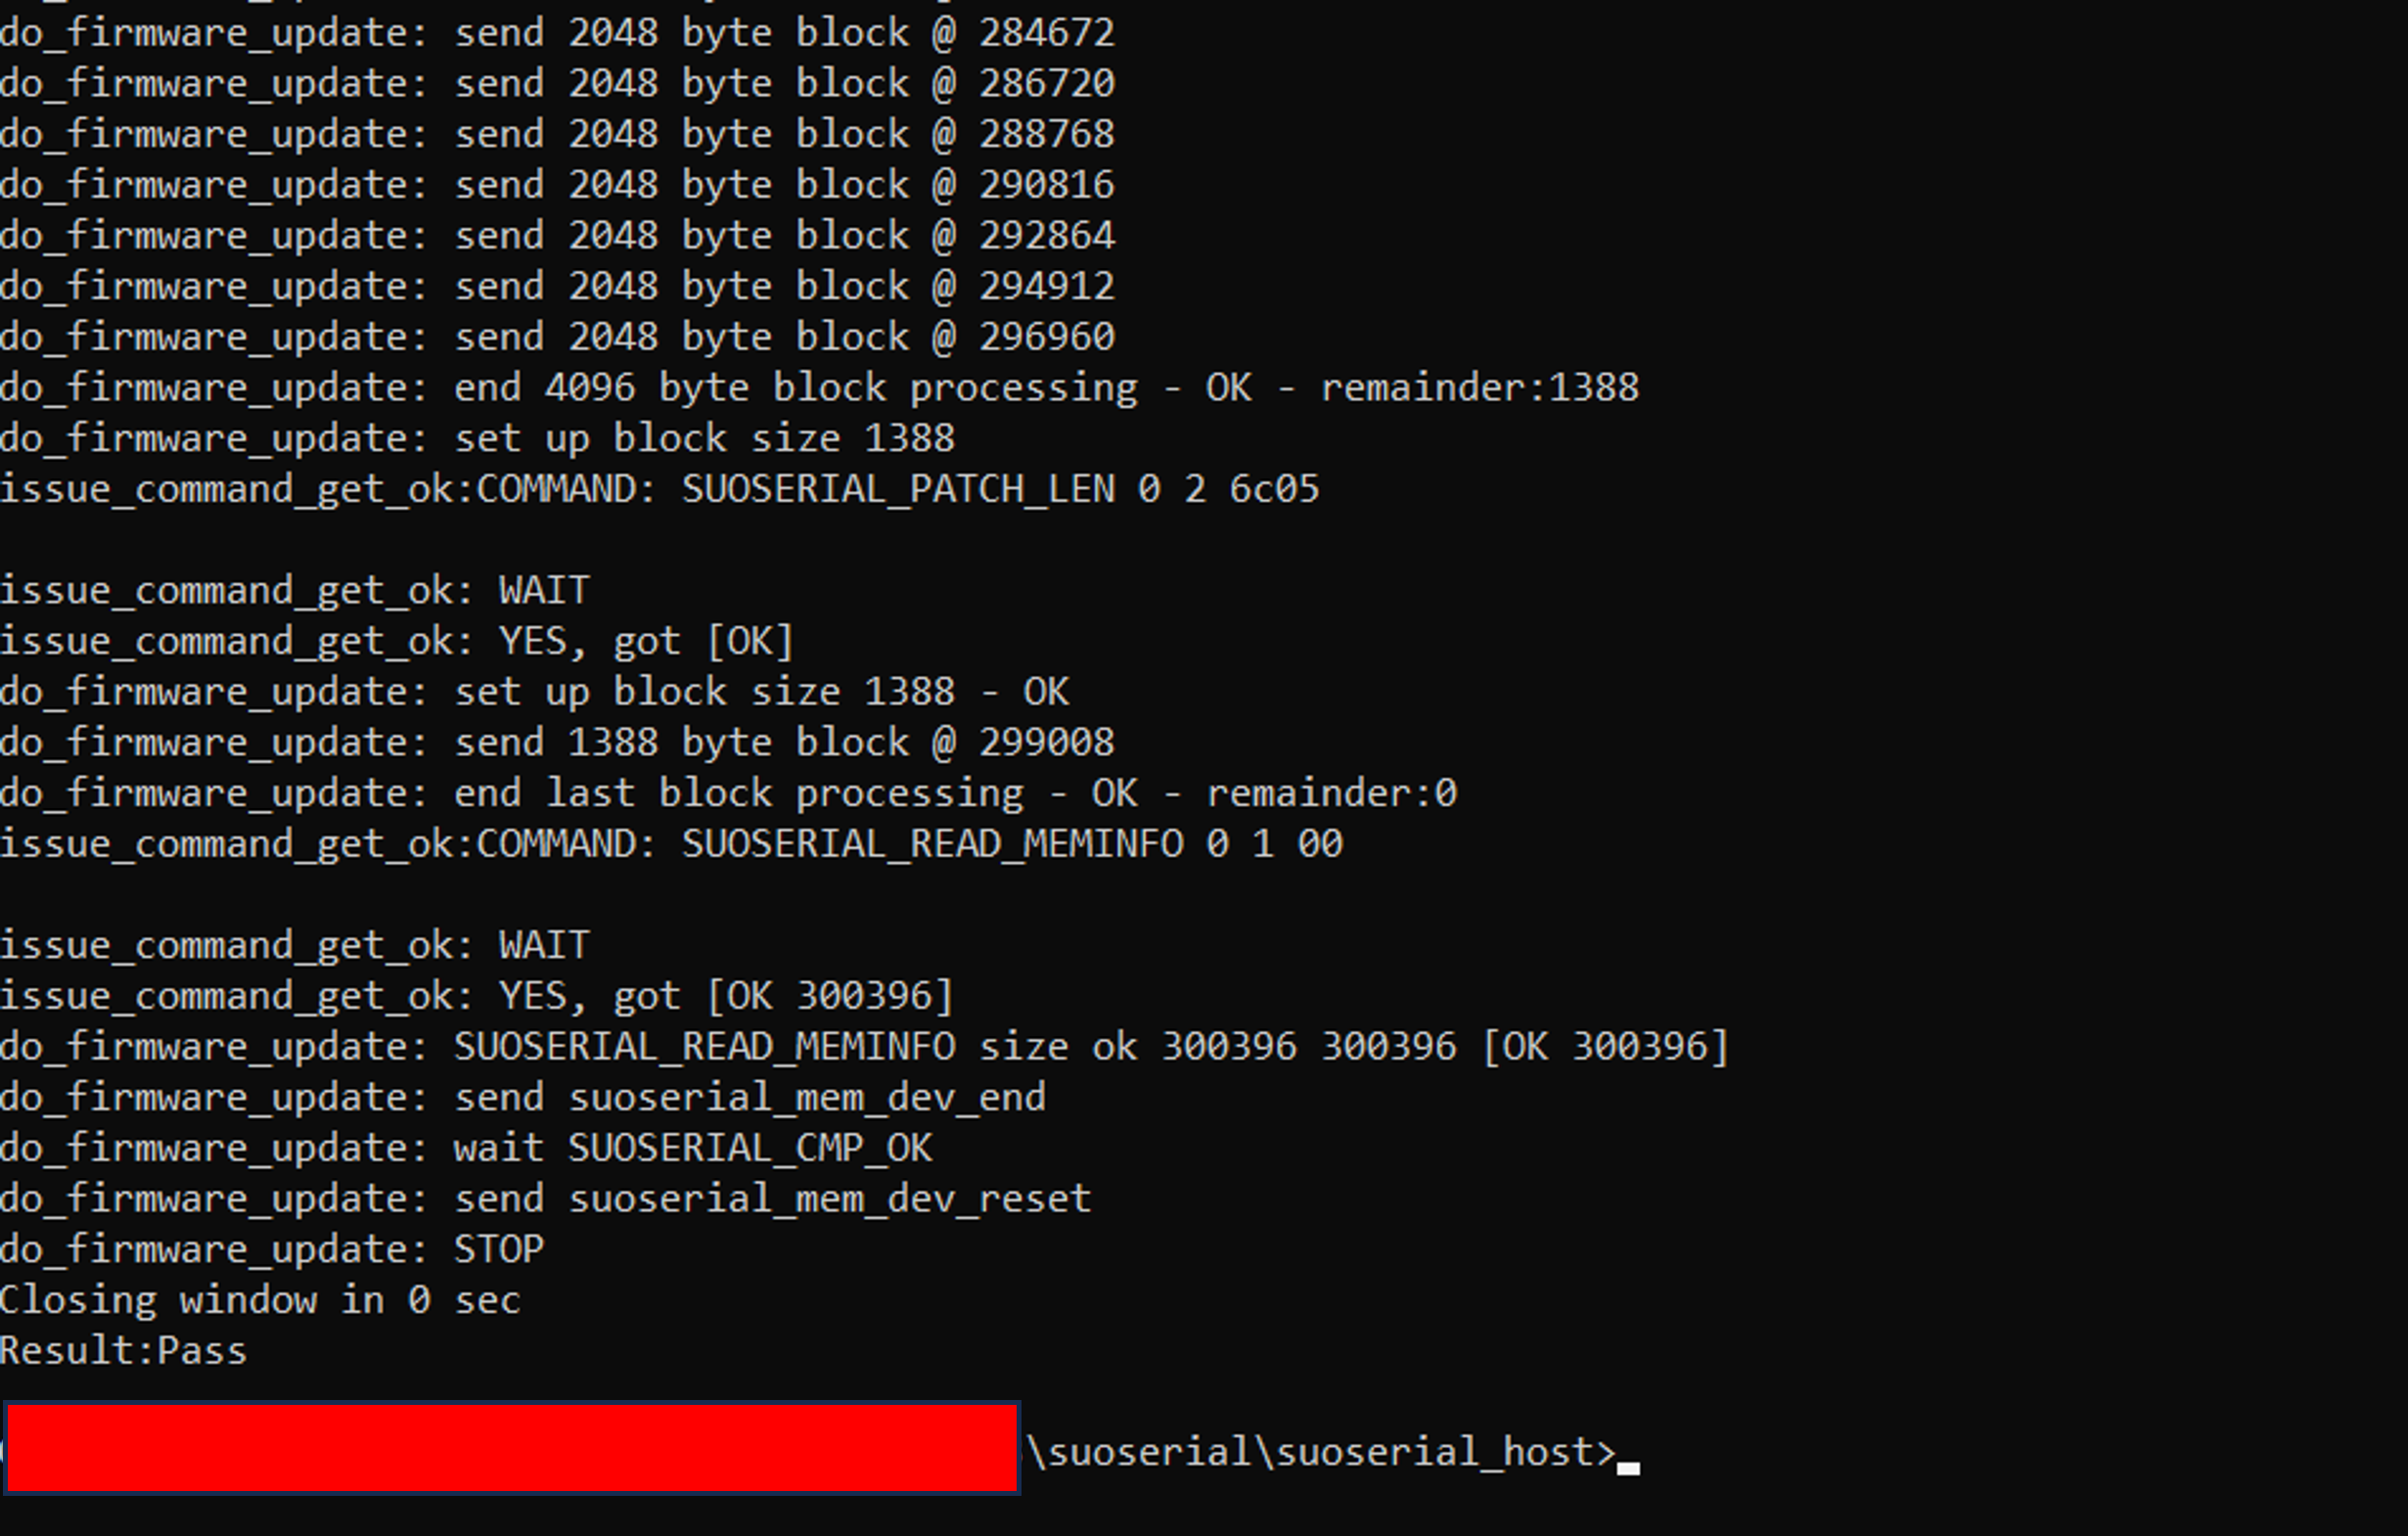 do_firmware_update: send 2048 byte block @ 284672
do_firmware_update: send 2048 byte block @ 286720
do_firmware_update: send 2048 byte block @ 288768
do_firmware_update: send 2048 byte block @ 290816
do_firmware_update: send 2048 byte block @ 292864
do_firmware_update: send 2048 byte block @ 294912
do_firmware_update: send 2048 byte block @ 296960
do_firmware_update: end 4096 byte block processing - OK - remainder:1388
do_firmware_update: set up block size 1388
issue_command_get_ok:COMMAND: SUOSERIAL_PATCH_LEN 0 2 6c05
issue_command_get_ok: WAIT
issue_command_get_ok: YES, got [OK]
do_firmware_update: set up block size 1388 - OK
do_firmware_update: send 1388 byte block @ 299008
do_firmware_update: end last block processing - OK - remainder:0
issue_command_get_ok:COMMAND: SUOSERIAL_READ_MEMINFO 0 1 00
issue_command_get_ok: WAIT
issue_command_get_ok: YES, got [OK 300396]
do_firmware_update: SUOSERIAL_READ_MEMINFO size ok 300396 300396 [OK 300396]
do_firmware_update: send suoserial_mem_dev_end
do_firmware_update: wait SUOSERIAL_CMP_OK
do_firmware_update: send suoserial_mem_dev_reset
do_firmware_update: STOP
Closing window in 0 sec
Result:Pass
\suoserial\suoserial_host>